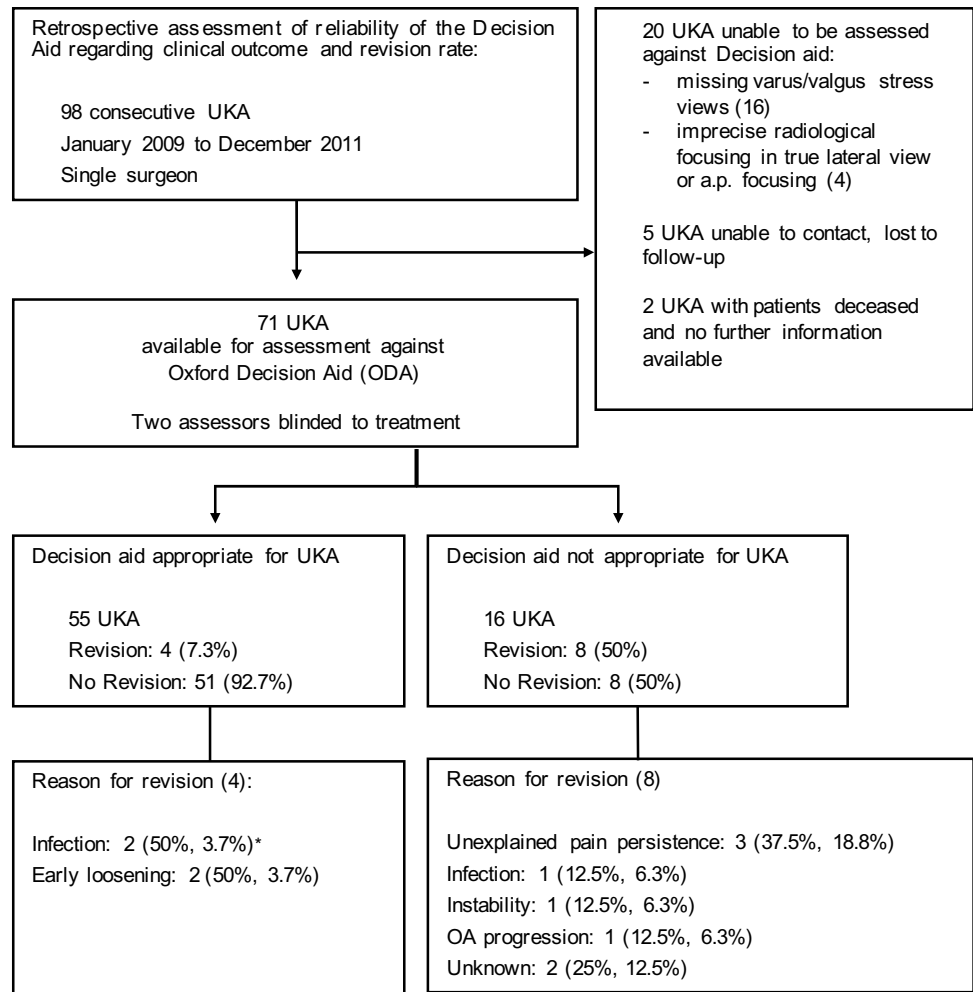 Retrospective assessment of reliability of the Decision
Aid regarding clinical outcome and revision rate:
98 consecutive UKA
January 2009 to December 2011
Single surgeon
20 UKA unable to be assessed
against Decision aid:
- missing varus/valgus stress
views (16)
- imprecise radiological
focusing in true lateral view
or a.p. focusing (4)
5 UKA unable to contact, lost to
follow-up
2 UKA with patients deceased
and no further information
available
71 UKA
available for assessment against
Oxford Decision Aid (ODA)
Two assessors blinded to treatment
Decision aid appropriate for UKA
55 UKA
Revision: 4 (7.3%)
No Revision: 51 (92.7%)
Decision aid not appropriate for UKA
16 UKA
Revision: 8 (50%)
No Revision: 8 (50%)
Reason for revision (4):
Infection: 2 (50%, 3.7%)*
Early loosening: 2 (50%, 3.7%)
Reason for revision (8)
Unexplained pain persistence: 3 (37.5%, 18.8%)
Infection: 1 (12.5%, 6.3%)
Instability: 1 (12.5%, 6.3%)
OA progression: 1 (12.5%, 6.3%)
Unknown: 2 (25%, 12.5%)